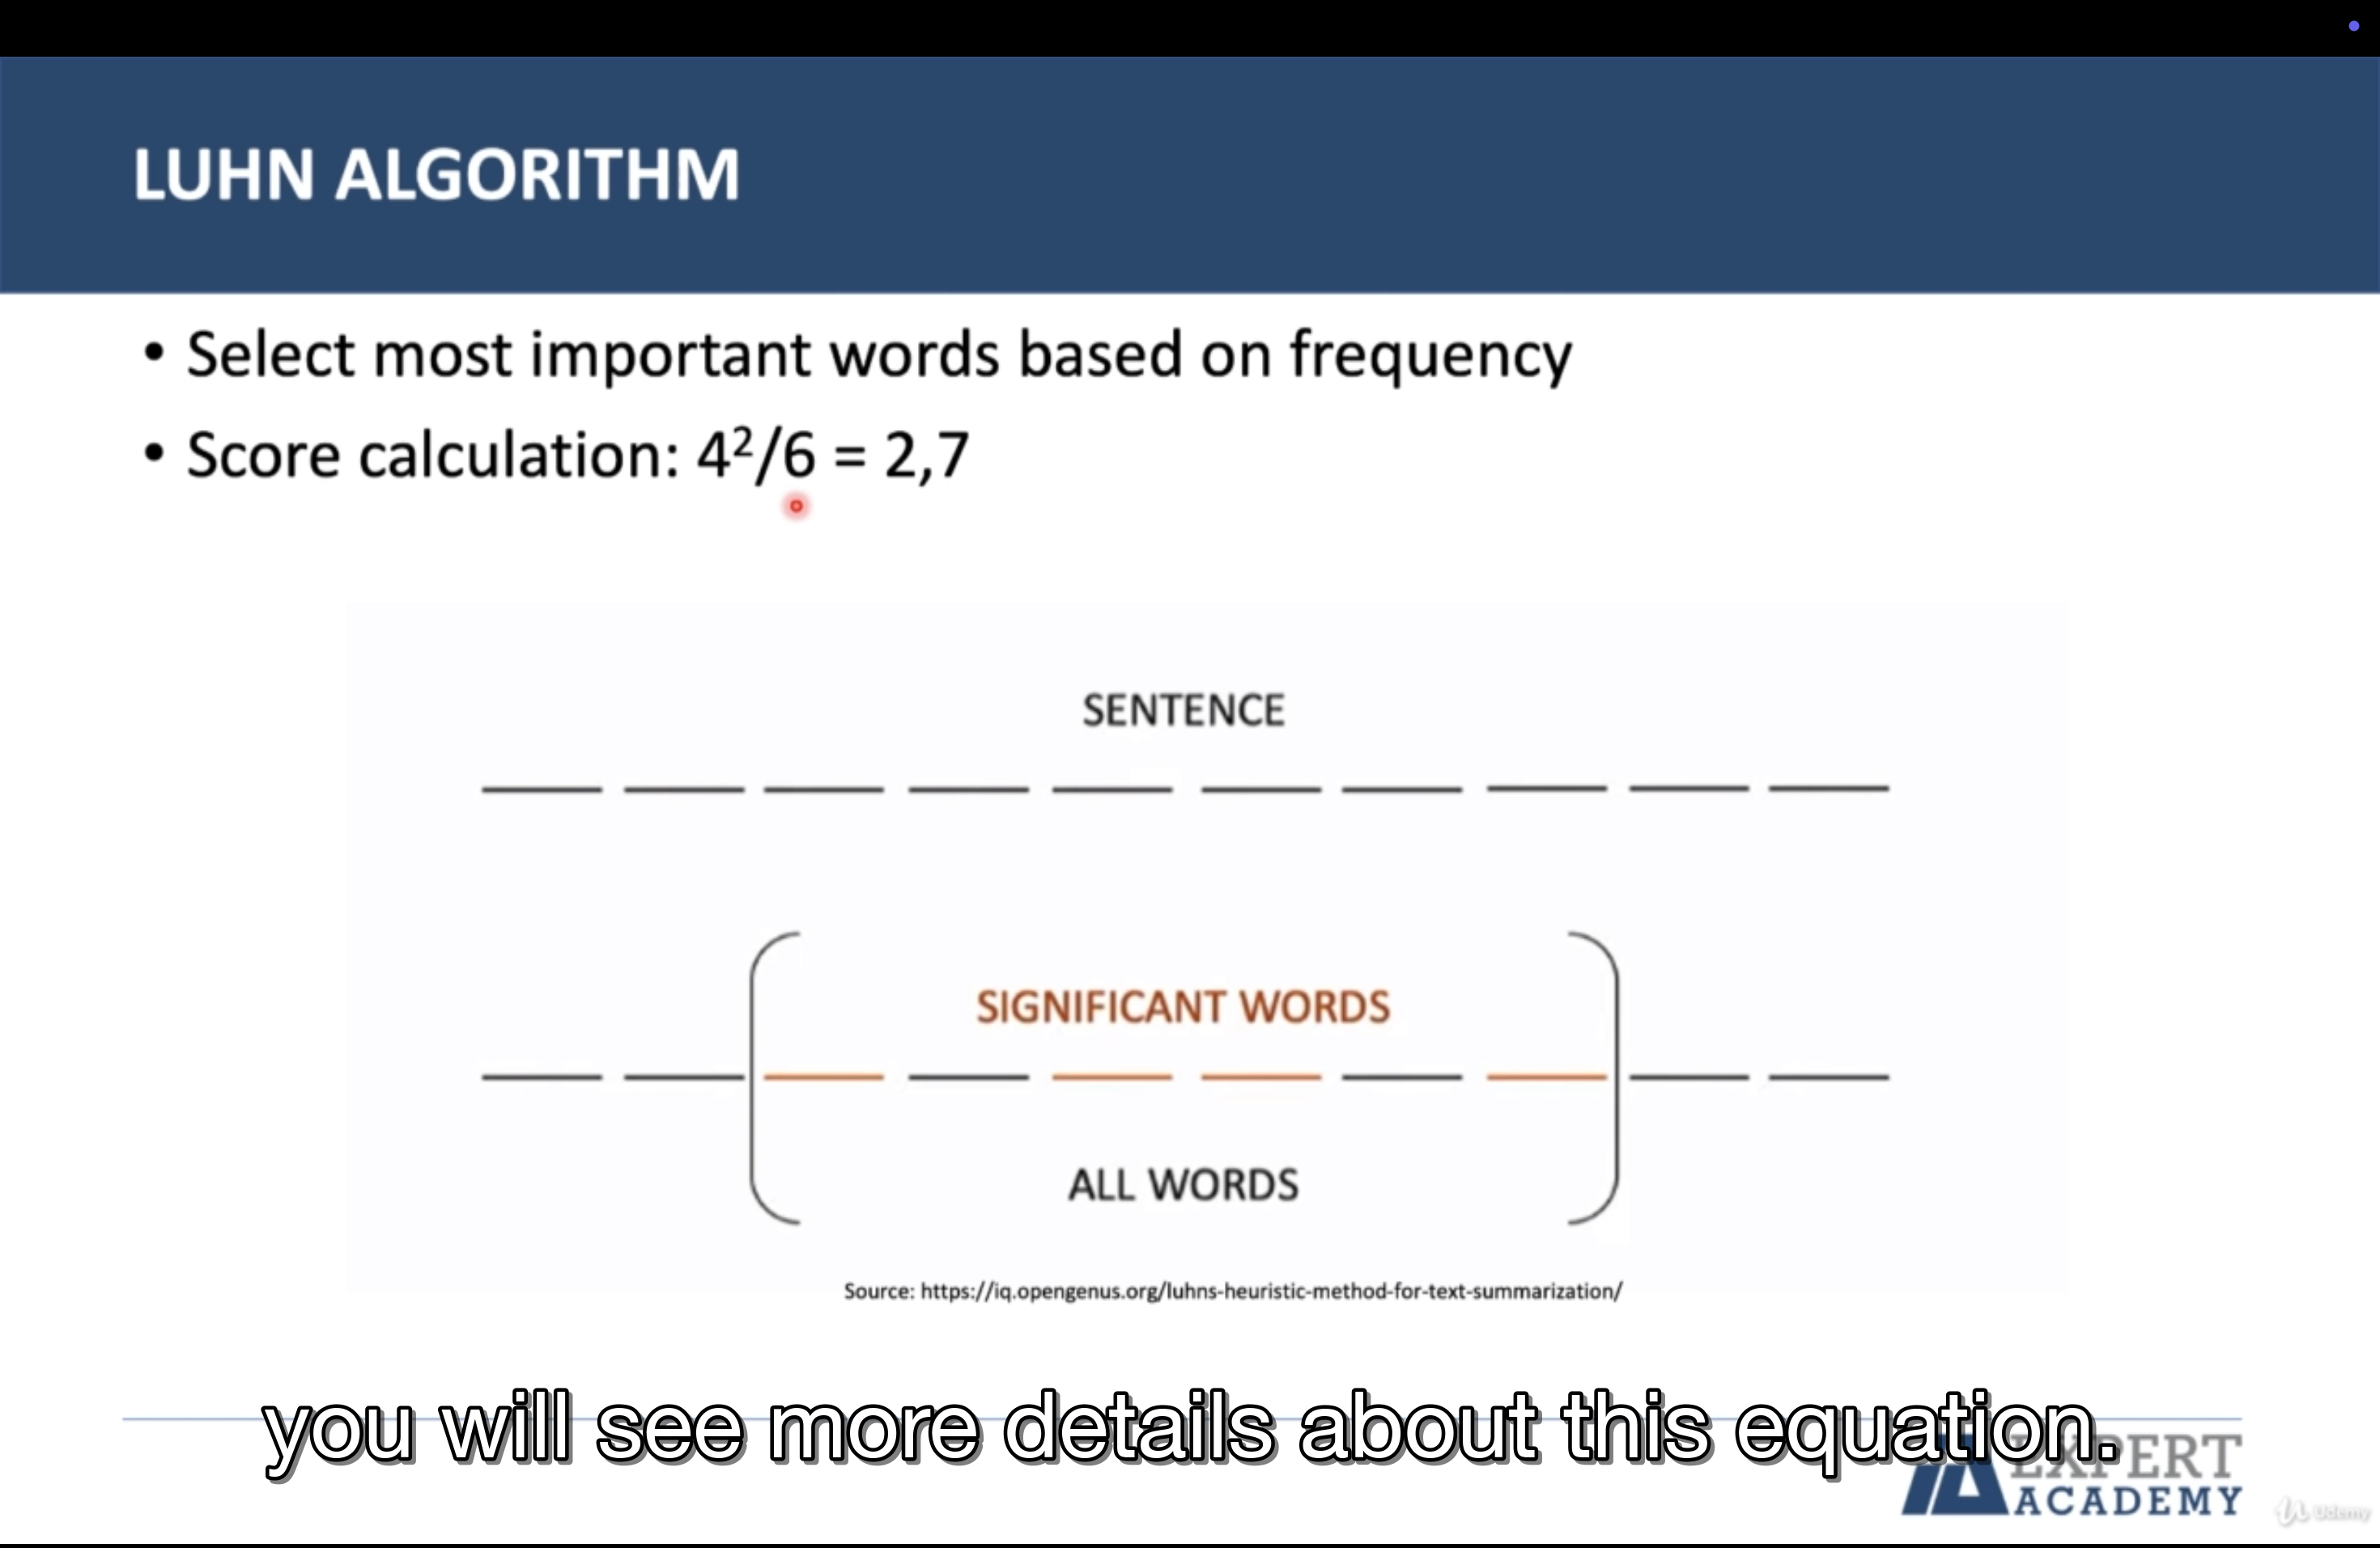 LUHN ALGORITHM
• Select most important words based on frequency
• Score calculation: 4²/6 = 2,7
SENTENCE
SIGNIFICANT WORDS
ALL WORDS
Source: https://iq.opengenus.org/luhns-heuristic-method-for-text-summarization/
you will see more details about this equation.
EXPERT
ACADEMY
Udemy